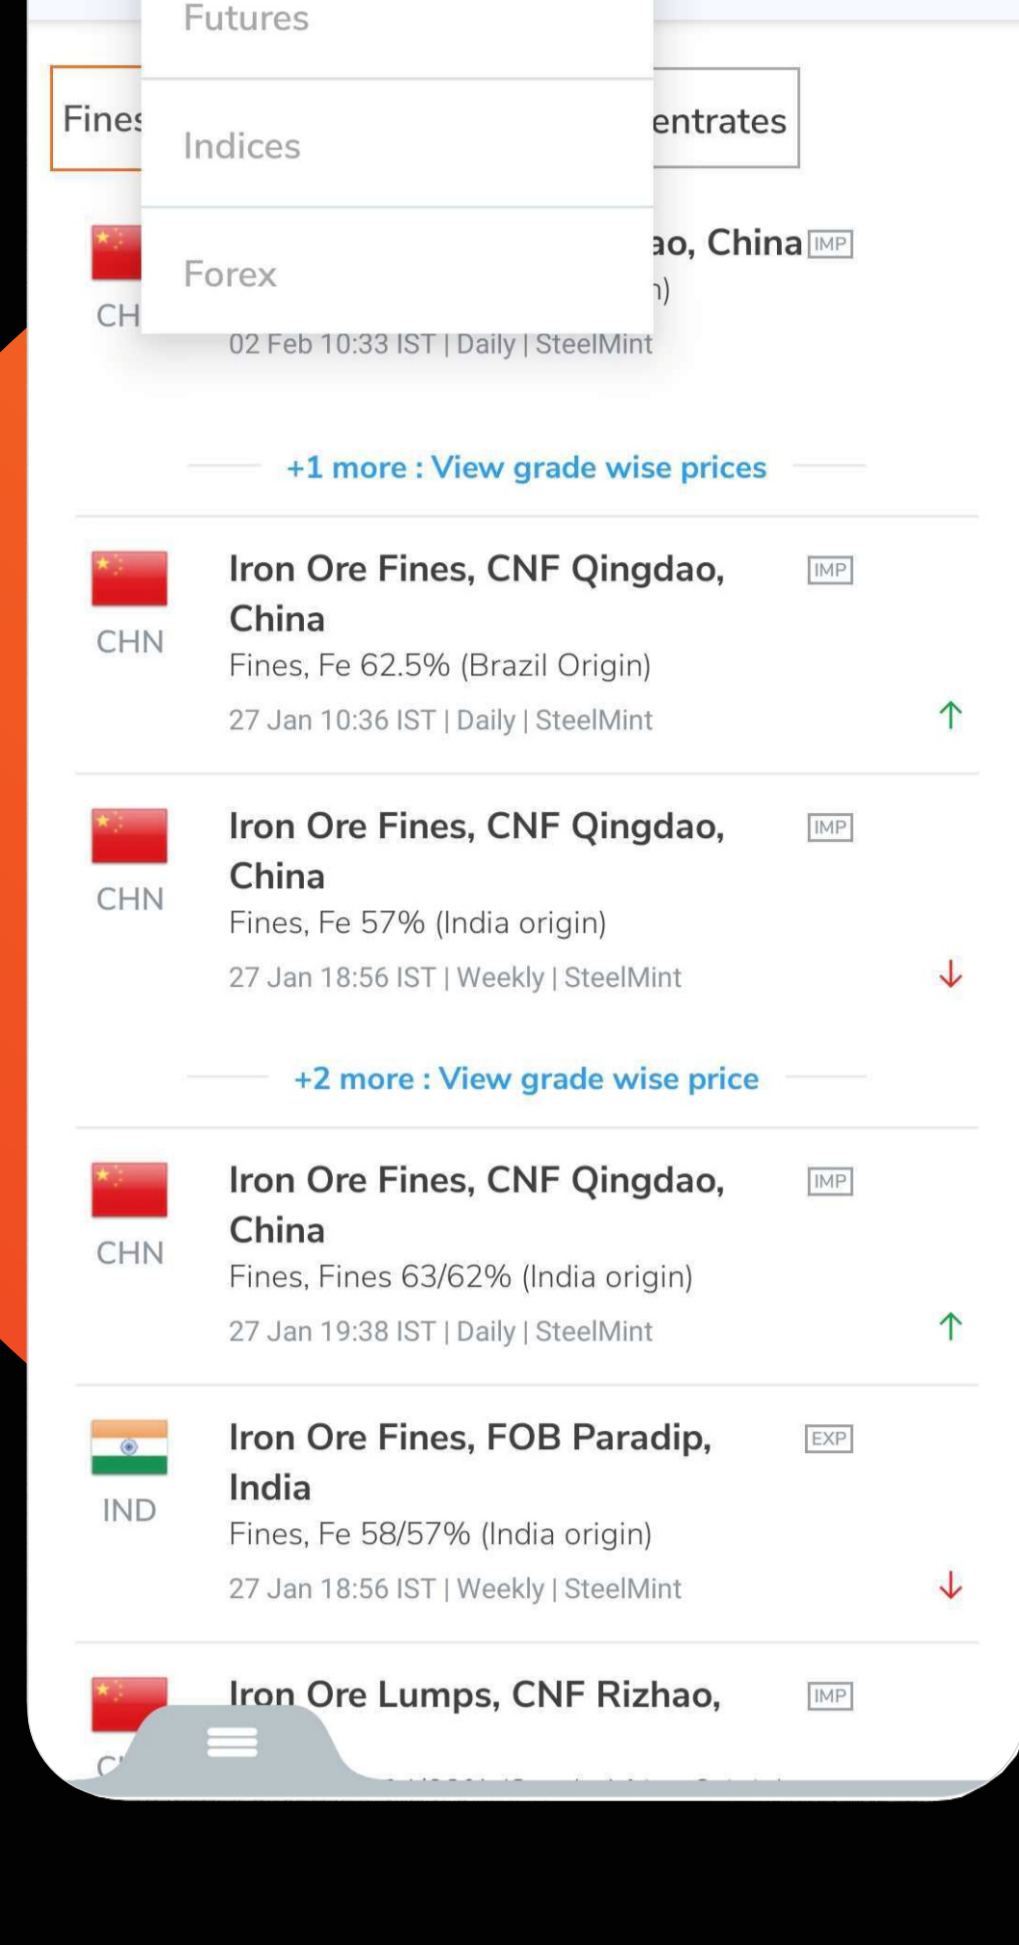 Futures
Indices
Forex
entrates
China IMP
02 Feb 10:33 IST | Daily | SteelMint
+1 more : View grade wise prices
Iron Ore Fines, CNF Qingdao, IMP
China
CHN
Fines, Fe 62.5% (Brazil Origin)
27 Jan 10:36 IST | Daily | SteelMint
Iron Ore Fines, CNF Qingdao, IMP
China
CHN
Fines, Fe 57% (India origin)
27 Jan 18:56 IST | Weekly | SteelMint
+2 more : View grade wise price
Iron Ore Fines, CNF Qingdao, IMP
China
CHN
Fines, Fines 63/62% (India origin)
27 Jan 19:38 IST | Daily | SteelMint
Iron Ore Fines, FOB Paradip, EXP
India
IND
Fines, Fe 58/57% (India origin)
27 Jan 18:56 IST | Weekly | SteelMint
Iron Ore Lumps, CNF Rizhao, IMP